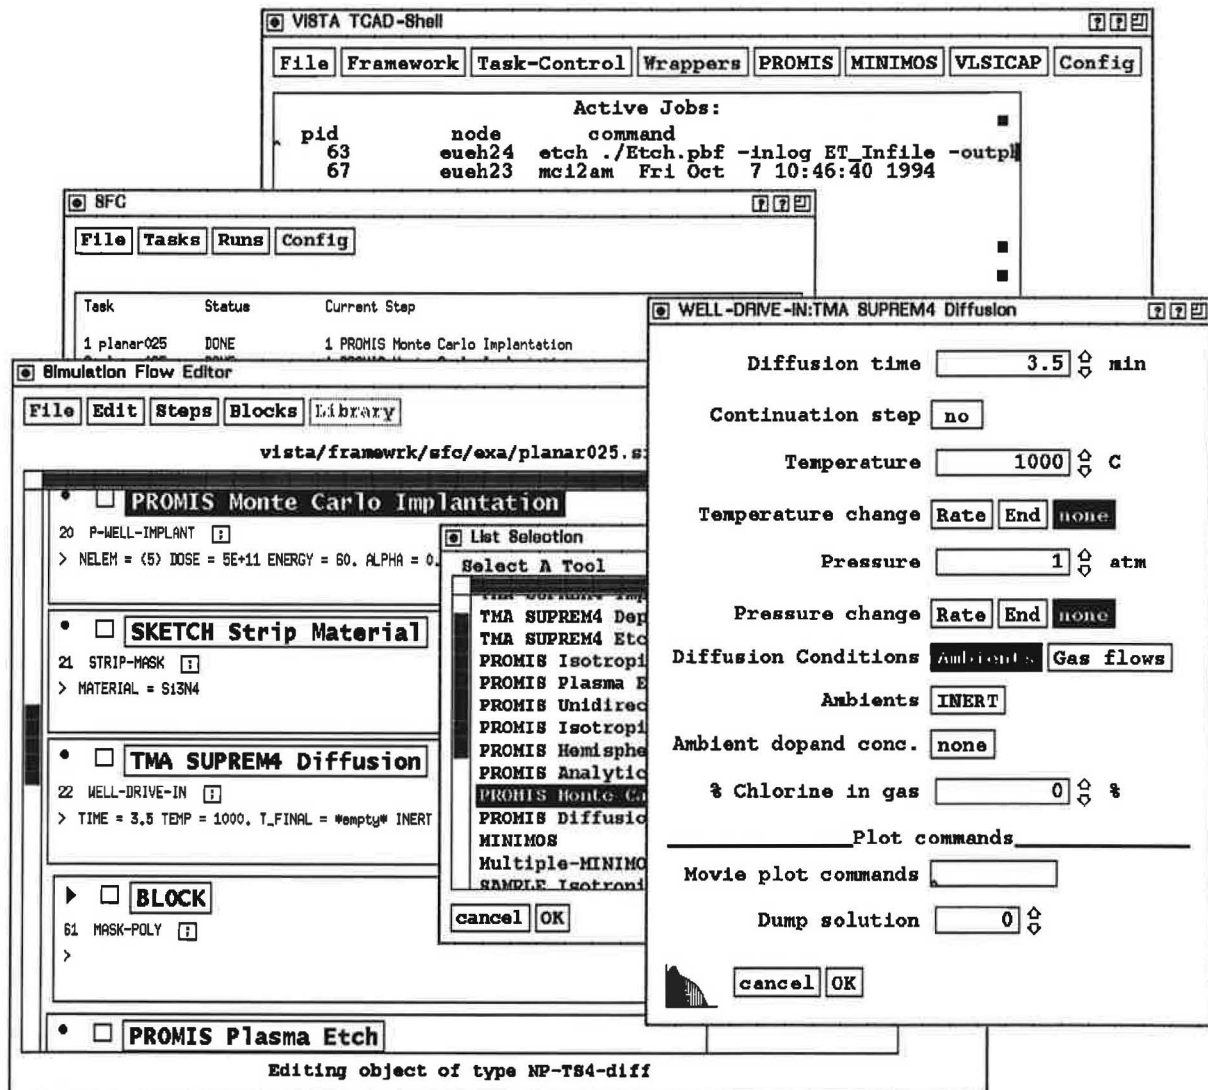 VISTA TCAD-Shell
File Framework Task-Control Wrappers PROMIS MINIMOS VLSICAP Config
Active Jobs:
pid node command
63 eueh24 etch ./Etch.pbf -inlog ET_Infile -outp
67 eueh23 mci2am Fri Oct 7 10:46:40 1994
SFC
File Tasks Runs Config
Task Status Current Step
1 planar025 DONE 1 PROMIS Monte Carlo Implantation
Simulation Flow Editor
File Edit Steps Blocks Library
vista/framewrk/sfc/exa/planar025.s
PROMIS Monte Carlo Implantation
20 P-WELL-IMPLANT ;
> NELEM = (5) DOSE = 5E+11 ENERGY = 60. ALPHA = 0.
SKETCH Strip Material
21 STRIP-MASK ;
> MATERIAL = Si3N4
TMA SUPREM4 Diffusion
22 WELL-DRIVE-IN ;
> TIME = 3.5 TEMP = 1000. T_FINAL = *empty* INERT
BLOCK
61 MASK-POLY ;
>
PROMIS Plasma Etch
Editing object of type NP-TS4-diff
List Selection
Select A Tool
TMA SUPREM4 Imp
TMA SUPREM4 Dep
TMA SUPREM4 Etc
PROMIS Isotropi
PROMIS Plasma E
PROMIS Unidirec
PROMIS Isotropi
PROMIS Hemisphe
PROMIS Analytic
PROMIS Monte Ca
PROMIS Diffusio
MINIMOS
Multiple-MINIMO
SAMPLE Isotropi
cancel OK
WELL-DRIVE-IN:TMA SUPREM4 Diffusion
Diffusion time 3.5 min
Continuation step no
Temperature 1000 C
Temperature change Rate End none
Pressure 1 atm
Pressure change Rate End none
Diffusion Conditions Ambients Gas flows
Ambients INERT
Ambient dopand conc. none
% Chlorine in gas 0 %
Plot commands
Movie plot commands
Dump solution 0
cancel OK